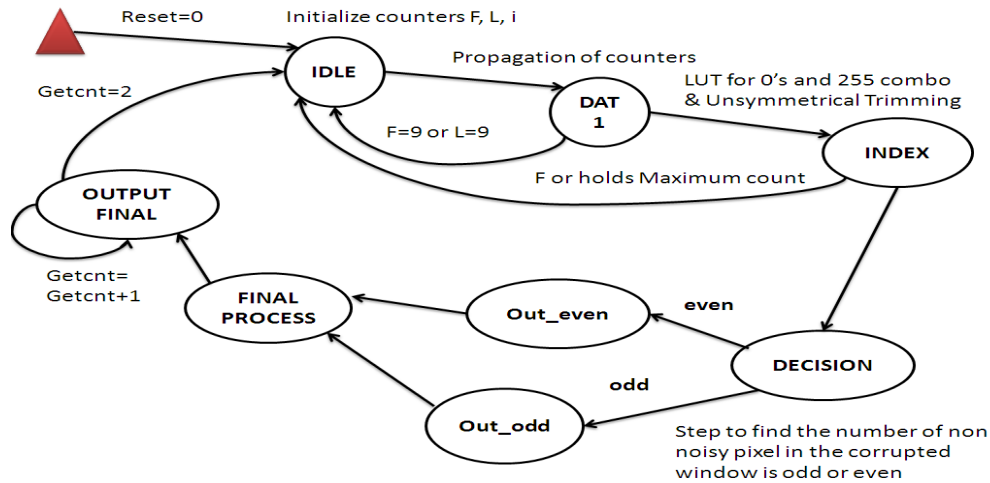 Reset=0
Initialize counters F, L, i
IDLE
Propagation of counters
Getcnt=2
DAT
1
LUT for 0's and 255 combo
& Unsymmetrical Trimming
F=9 or L=9
INDEX
F or holds Maximum count
OUTPUT
FINAL
Getcnt=
Getcnt+1
FINAL
PROCESS
Out_even
even
DECISION
odd
Out_odd
Step to find the number of non
noisy pixel in the corrupted
window is odd or even